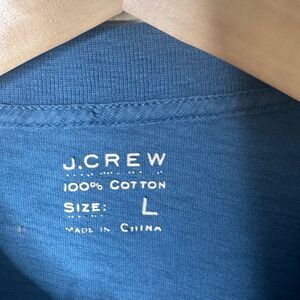 J.CREW
100% COTTON
SIZE: L
MADE IN CHINA